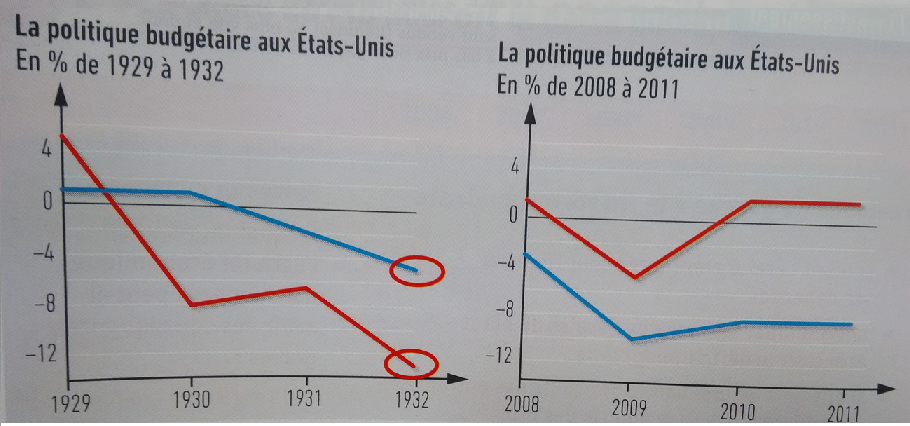 La politique budgétaire aux États-Unis
En % de 1929 à 1932
4
0
−4
−8
−12
1929 1930 1931 1932
La politique budgétaire aux États-Unis
En % de 2008 à 2011
4
0
−4
−8
−12
2008 2009 2010 2011